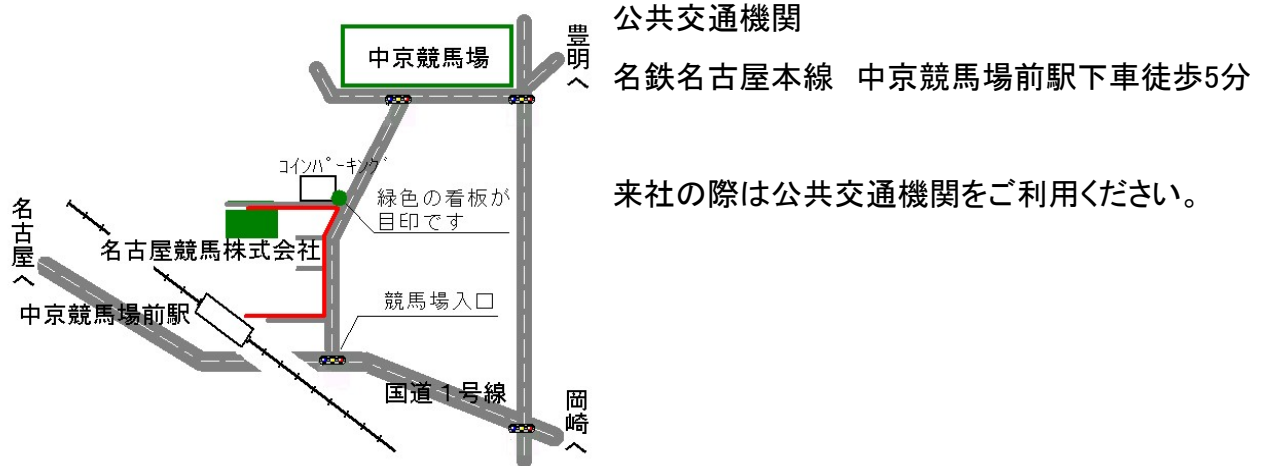 中京競馬場
豊明へ
公共交通機関
名鉄名古屋本線　中京競馬場前駅下車徒歩5分
来社の際は公共交通機関をご利用ください。
コインパーキング
緑色の看板が
目印です
名古屋へ
名古屋競馬株式会社
競馬場入口
中京競馬場前駅
国道1号線
岡崎へ